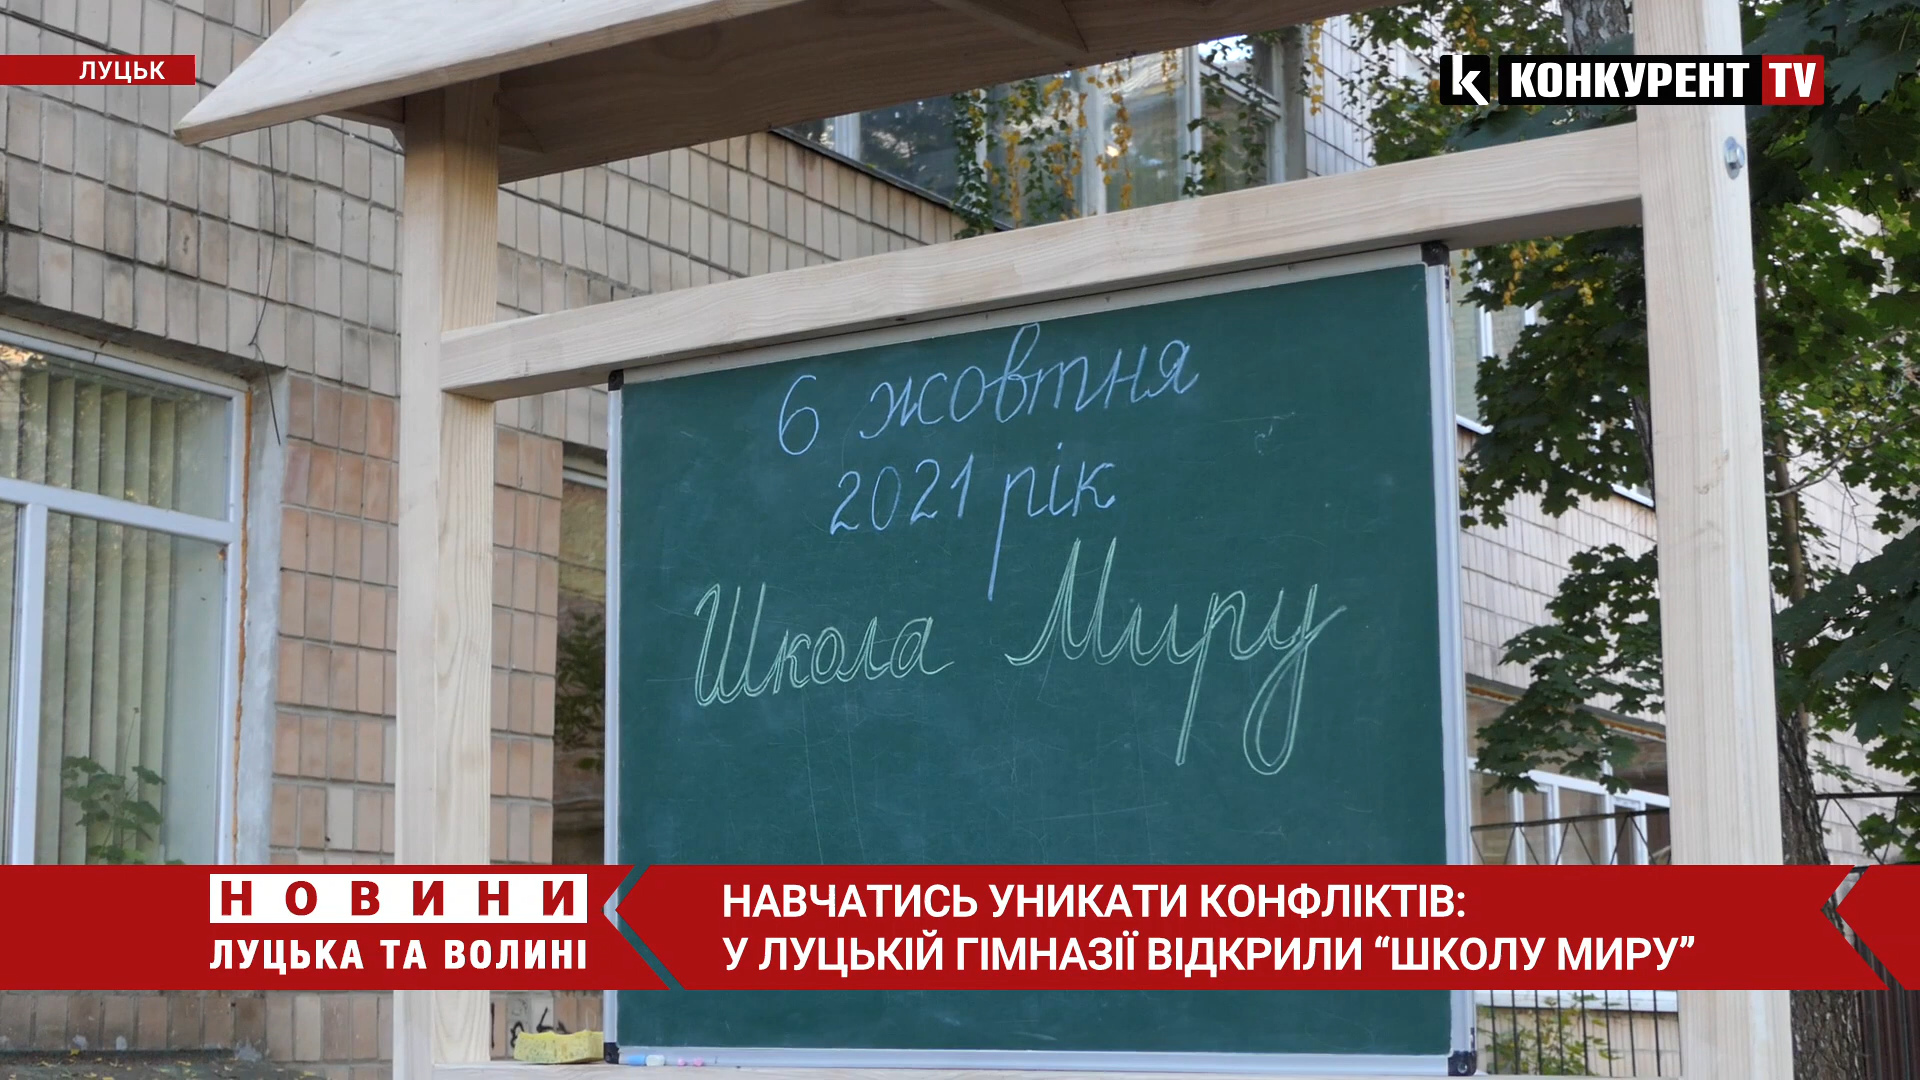 ЛУЦЬК
КОНКУРЕНТ TV
6 жовтня
2021 рік
Школа Миру
НОВИНИ
ЛУЦЬКА ТА ВОЛИНІ
НАВЧАТИСЬ УНИКАТИ КОНФЛІКТІВ:
У ЛУЦЬКІЙ ГІМНАЗІЇ ВІДКРИЛИ “ШКОЛУ МИРУ”